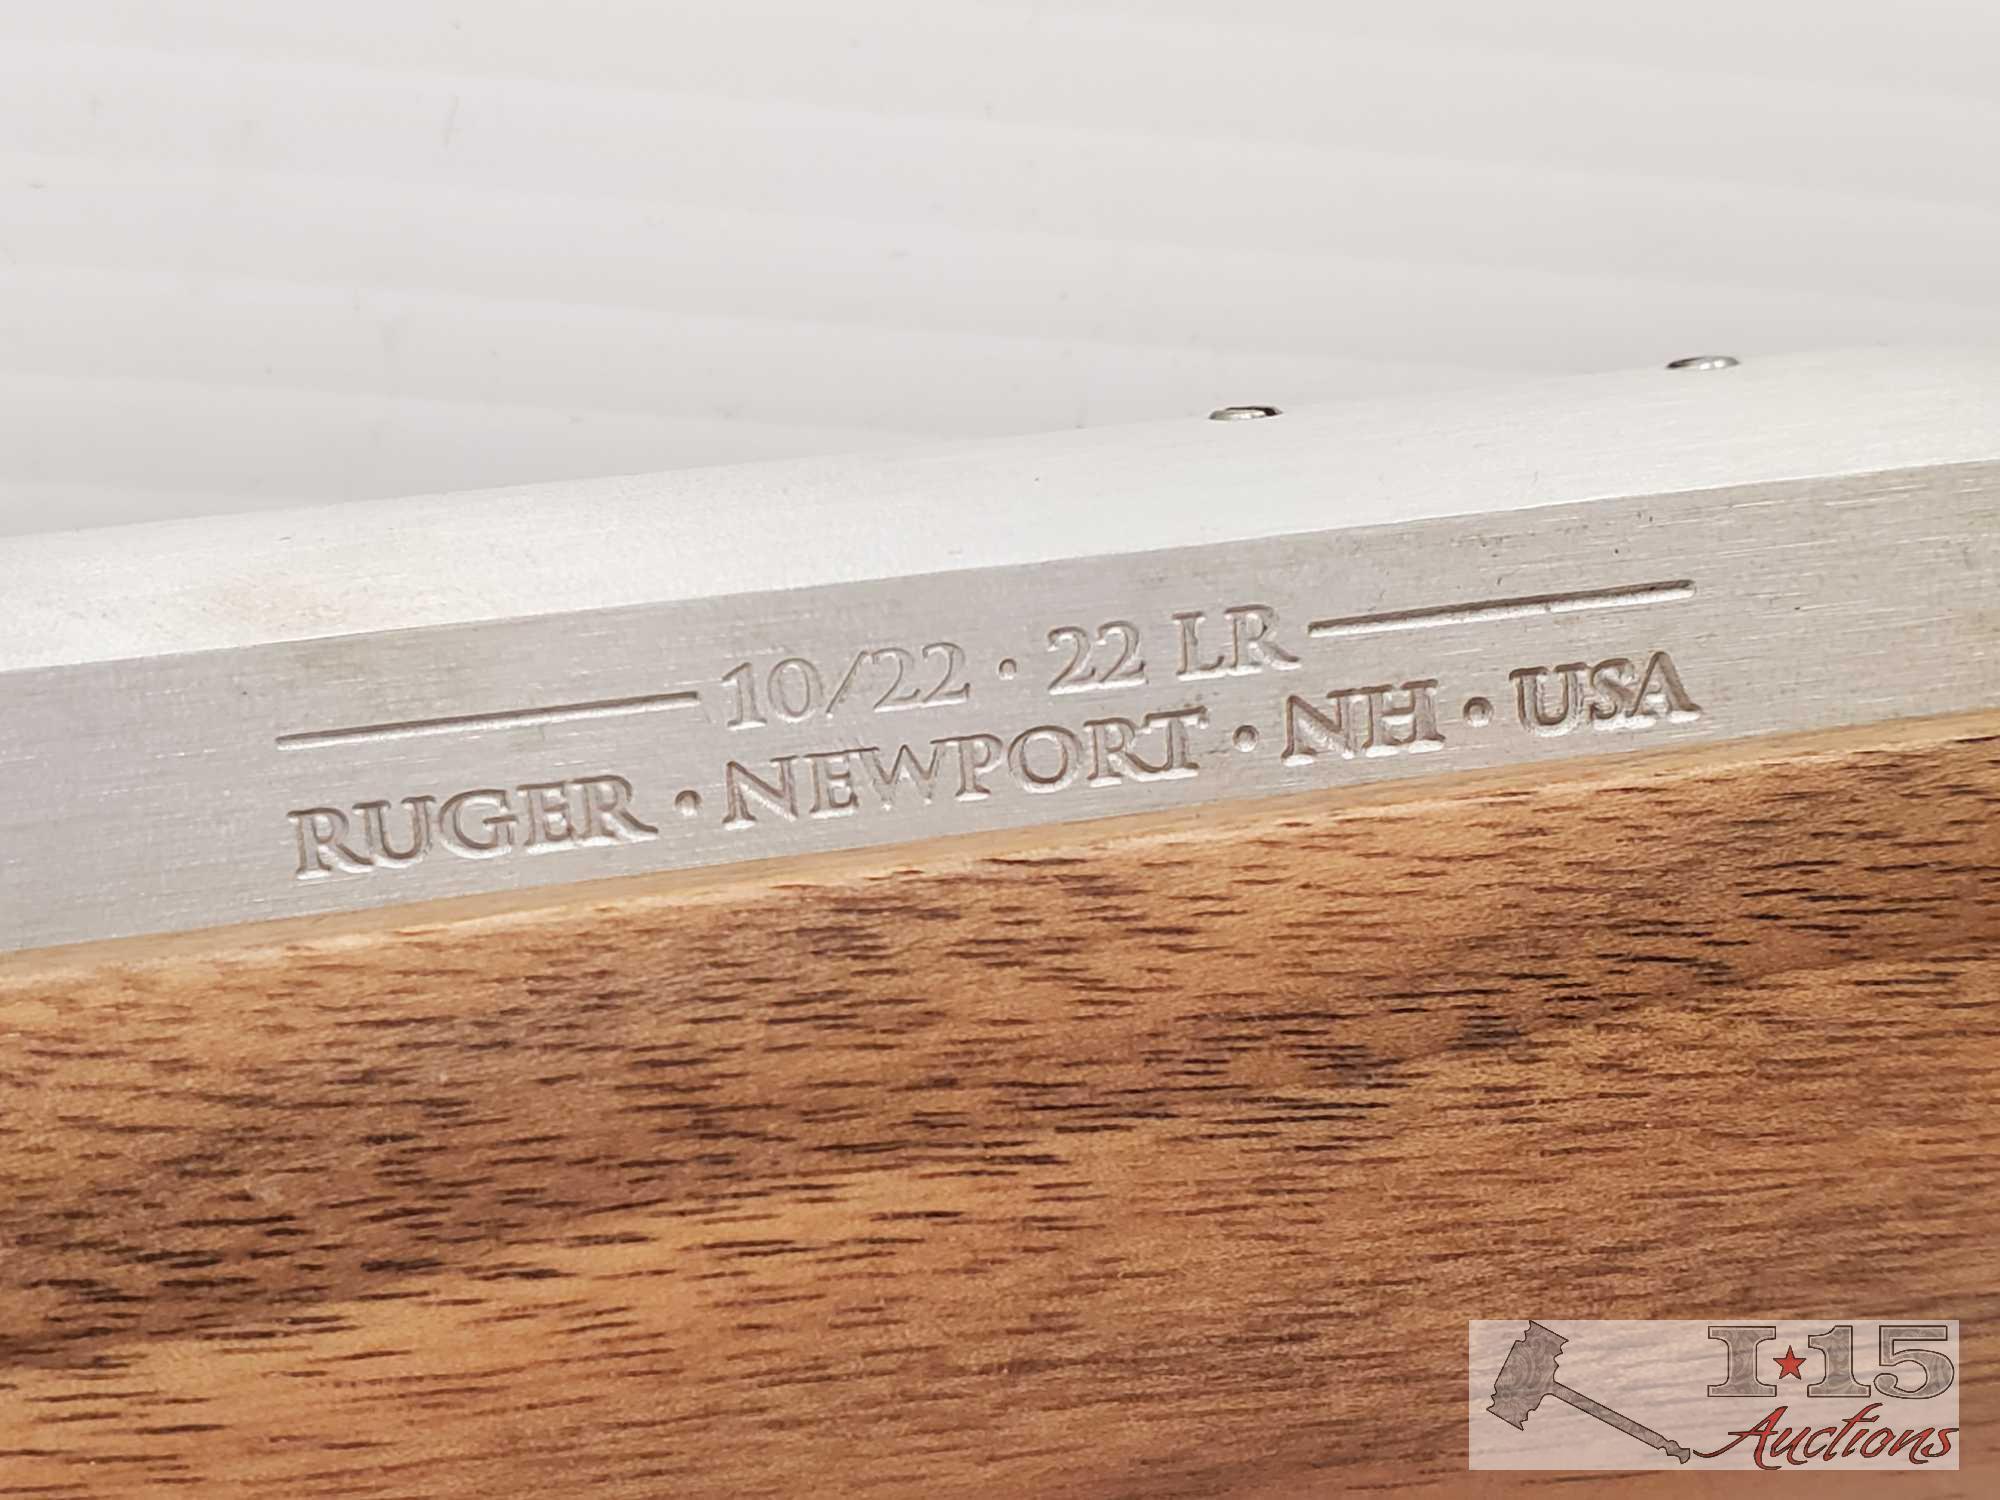 10/22 · 22 LR
RUGER · NEWPORT · NH · USA
I★15
Auctions